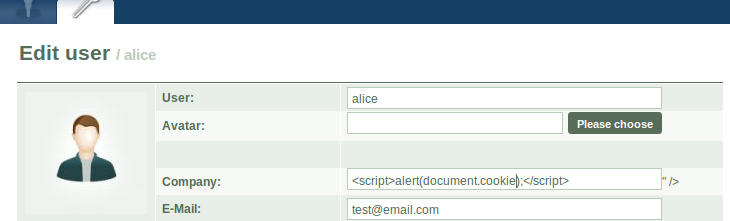 Edit user / alice
User: alice
Avatar: Please choose
Company: <script>alert(document.cookie);</script> " />
E-Mail: test@email.com